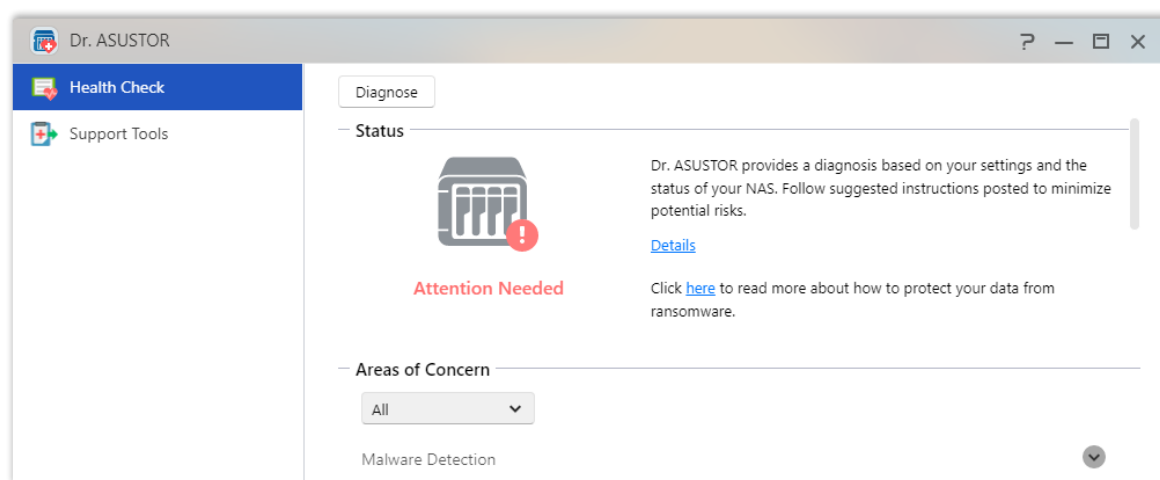 Dr. ASUSTOR
Health Check
Support Tools
Diagnose
Status
Attention Needed
Dr. ASUSTOR provides a diagnosis based on your settings and the
status of your NAS. Follow suggested instructions posted to minimize
potential risks.
Details
Click here to read more about how to protect your data from
ransomware.
Areas of Concern
All
Malware Detection